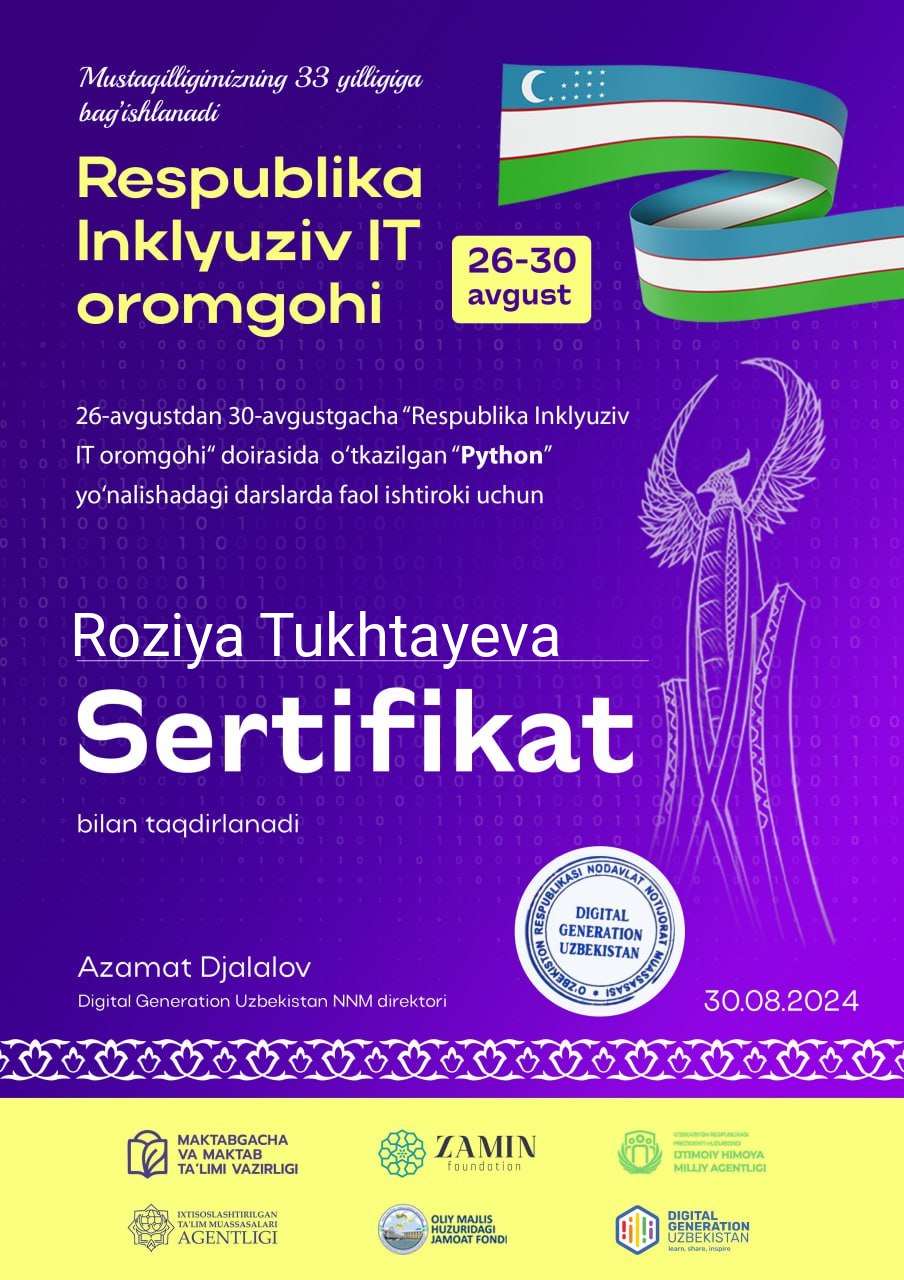 Mustaqilligimizning 33 yilligiga
bag'ishlanadi
Respublika
Inklyuziv IT
oromgohi
26-30
avgust
26-avgustdan 30-avgustgacha “Respublika Inklyuziv
IT oromgohi“ doirasida o‘tkazilgan “Python”
yo‘nalishadagi darslarda faol ishtiroki uchun
Roziya Tukhtayeva
Sertifikat
bilan taqdirlanadi
O'ZBEKISTON RESPUBLIKASI NODAVLAT NOTIJORAT MUASSASASI
DIGITAL
GENERATION
UZBEKISTAN
Azamat Djalalov
Digital Generation Uzbekistan NNM direktori
30.08.2024
MAKTABGACHA
VA MAKTAB
TA'LIMI VAZIRLIGI
ZAMIN
foundation
O'ZBEKISTON RESPUBLIKASI
PREZIDENTI HUZURIDAGI
IJTIMOIY HIMOYA
MILLIY AGENTLIGI
IXTISOSLASHTIRILGAN
TA'LIM MUASSASALARI
AGENTLIGI
OLIY MAJLIS
HUZURIDAGI
JAMOAT FONDI
DIGITAL
GENERATION
UZBEKISTAN
learn. share. inspire